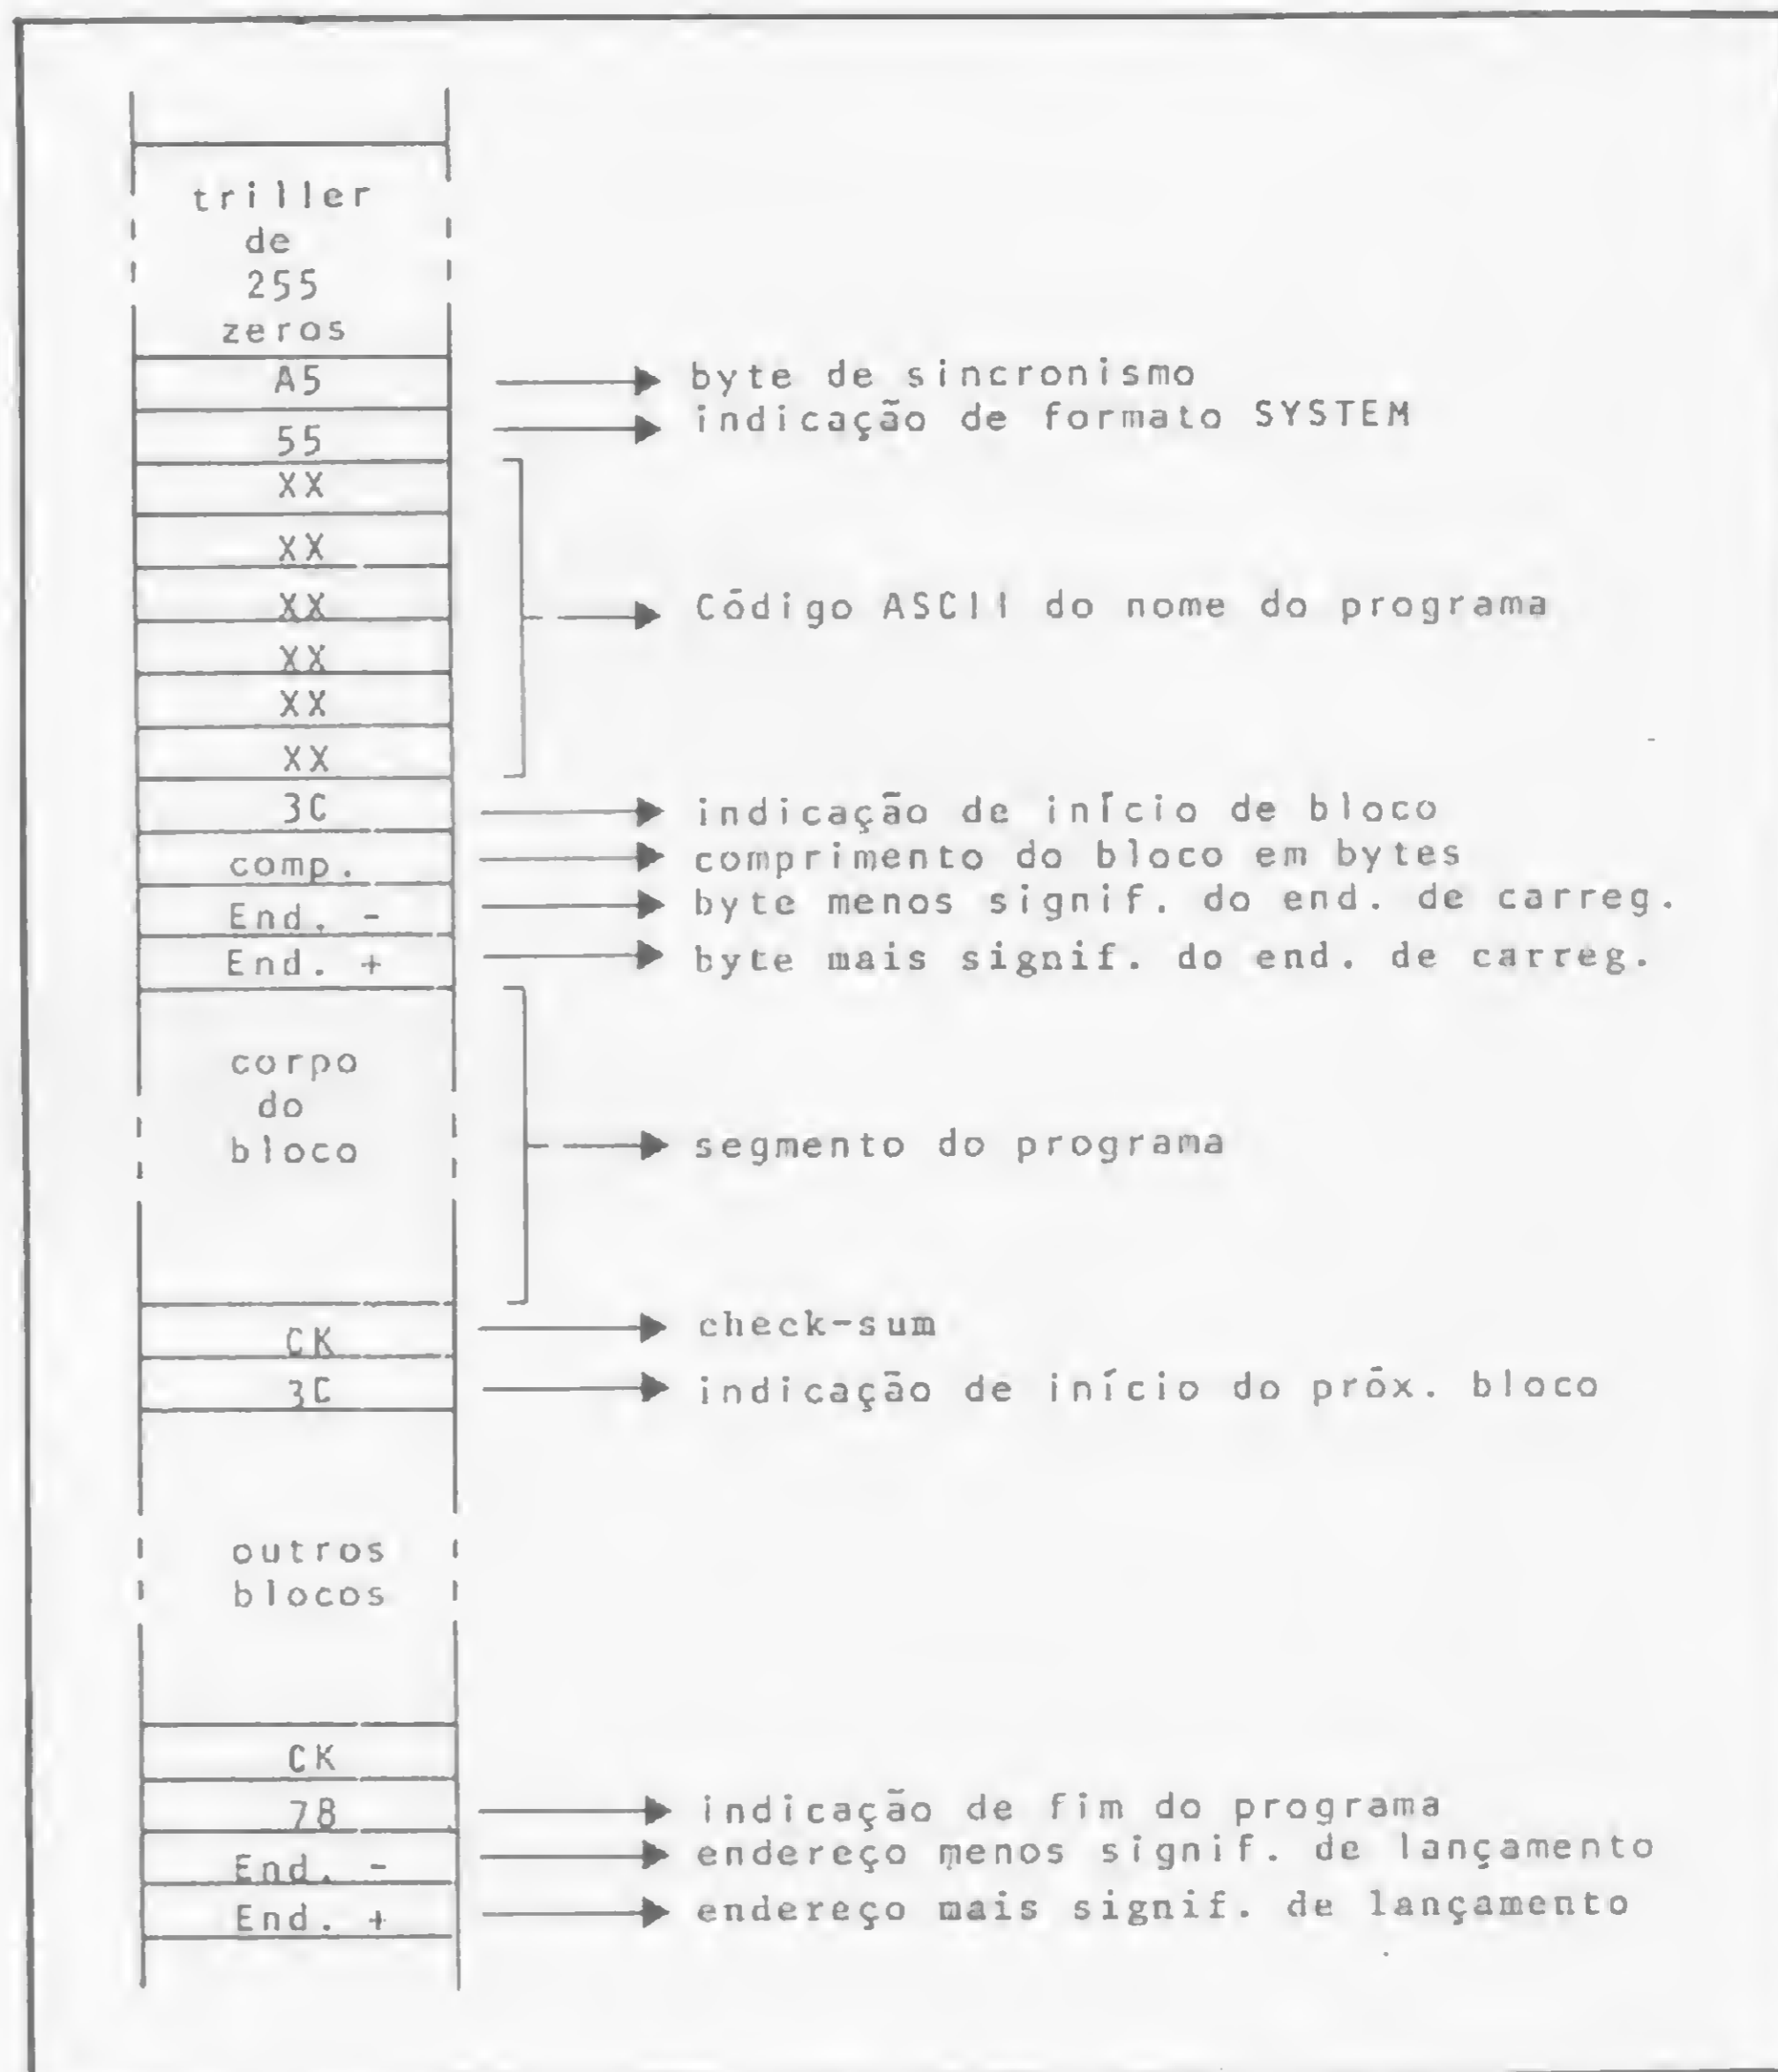 triller
de
255
zeros
A5 byte de sincronismo
55 indicação de formato SYSTEM
XX
XX
XX Código ASCII do nome do programa
XX
XX
XX
3C indicação de início de bloco
comp. comprimento do bloco em bytes
End. - byte menos signif. do end. de carreg.
End. + byte mais signif. do end. de carreg.
corpo
do
bloco segmento do programa
CK check-sum
3C indicação de início do próx. bloco
outros
blocos
CK
78 indicação de fim do programa
End. - endereço menos signif. de lançamento
End. + endereço mais signif. de lançamento